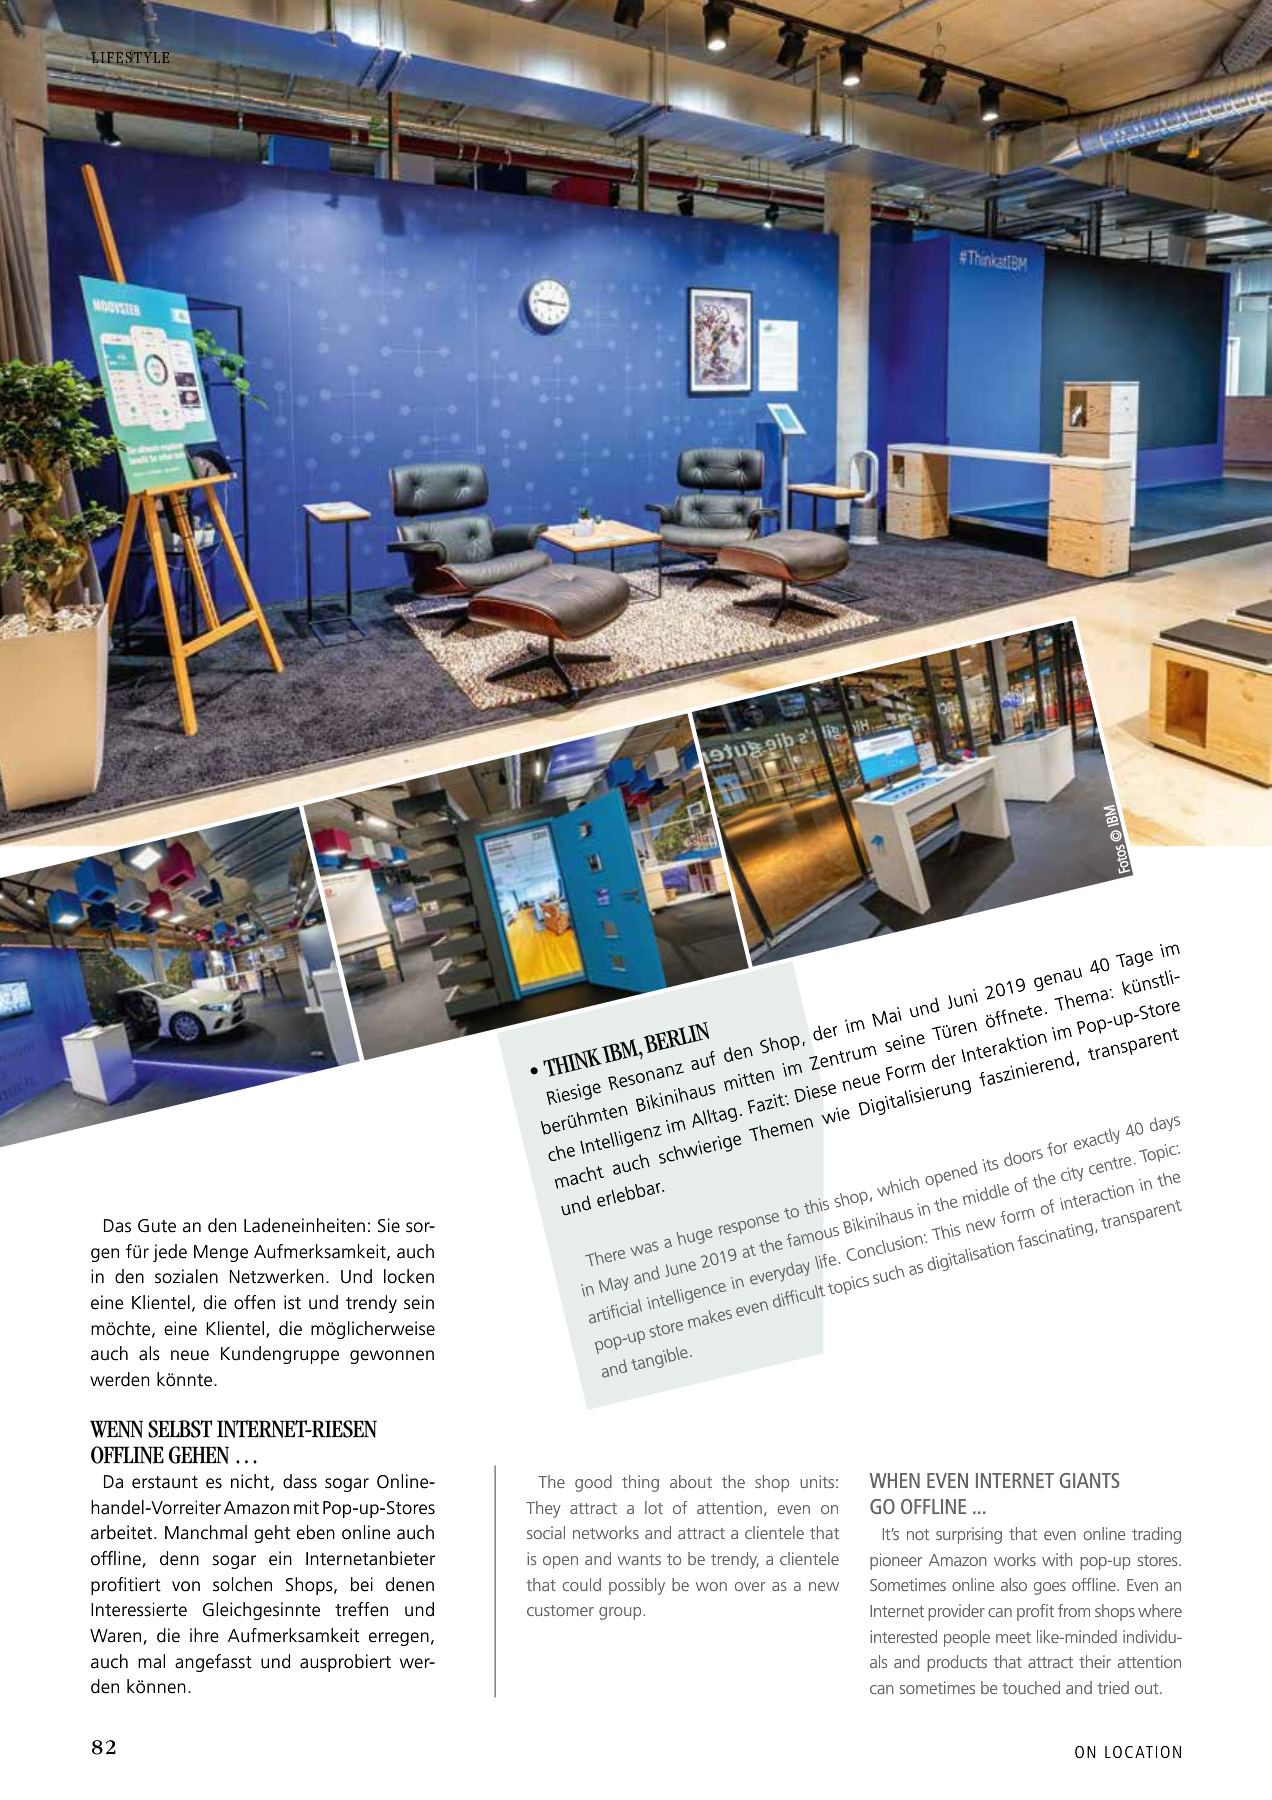 LIFESTYLE
#ThinkatIBM
MOOVSTER
Hier gibt's die guten
IBM
Fotos © IBM
• THINK IBM, BERLIN
Riesige Resonanz auf den Shop, der im Mai und Juni 2019 genau 40 Tage im
berühmten Bikinihaus mitten im Zentrum seine Türen öffnete. Thema: künstli-
che Intelligenz im Alltag. Fazit: Diese neue Form der Interaktion im Pop-up-Store
macht auch schwierige Themen wie Digitalisierung faszinierend, transparent
und erlebbar.
There was a huge response to this shop, which opened its doors for exactly 40 days
in May and June 2019 at the famous Bikinihaus in the middle of the city centre. Topic:
artificial intelligence in everyday life. Conclusion: This new form of interaction in the
pop-up store makes even difficult topics such as digitalisation fascinating, transparent
and tangible.
Das Gute an den Ladeneinheiten: Sie sor-
gen für jede Menge Aufmerksamkeit, auch
in den sozialen Netzwerken. Und locken
eine Klientel, die offen ist und trendy sein
möchte, eine Klientel, die möglicherweise
auch als neue Kundengruppe gewonnen
werden könnte.
WENN SELBST INTERNET-RIESEN
OFFLINE GEHEN ...
Da erstaunt es nicht, dass sogar Online-
handel-Vorreiter Amazon mit Pop-up-Stores
arbeitet. Manchmal geht eben online auch
offline, denn sogar ein Internetanbieter
profitiert von solchen Shops, bei denen
Interessierte Gleichgesinnte treffen und
Waren, die ihre Aufmerksamkeit erregen,
auch mal angefasst und ausprobiert wer-
den können.
The good thing about the shop units:
They attract a lot of attention, even on
social networks and attract a clientele that
is open and wants to be trendy, a clientele
that could possibly be won over as a new
customer group.
WHEN EVEN INTERNET GIANTS
GO OFFLINE ...
It's not surprising that even online trading
pioneer Amazon works with pop-up stores.
Sometimes online also goes offline. Even an
Internet provider can profit from shops where
interested people meet like-minded individu-
als and products that attract their attention
can sometimes be touched and tried out.
82
ON LOCATION